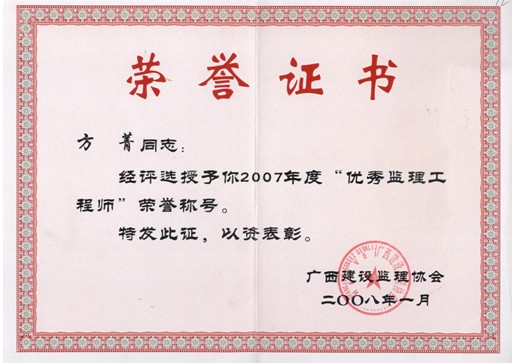 荣誉证书
方菁同志：
经评选授予你2007年度“优秀监理工
程师”荣誉称号。
特发此证，以资表彰。
广西建设监理协会
二〇〇八年一月